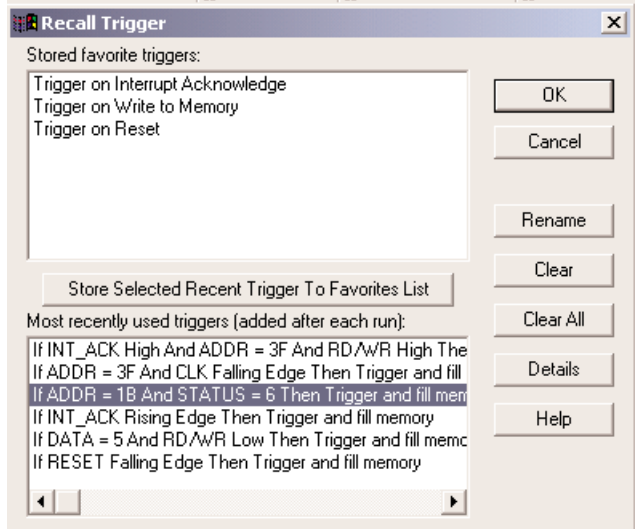 Recall Trigger
Stored favorite triggers:
Trigger on Interrupt Acknowledge
Trigger on Write to Memory
Trigger on Reset
OK
Cancel
Rename
Clear
Clear All
Details
Help
Store Selected Recent Trigger To Favorites List
Most recently used triggers (added after each run):
If INT_ACK High And ADDR = 3F And RD/WR High The
If ADDR = 3F And CLK Falling Edge Then Trigger and fill
If ADDR = 1B And STATUS = 6 Then Trigger and fill mem
If INT_ACK Rising Edge Then Trigger and fill memory
If DATA = 5 And RD/WR Low Then Trigger and fill memo
If RESET Falling Edge Then Trigger and fill memory